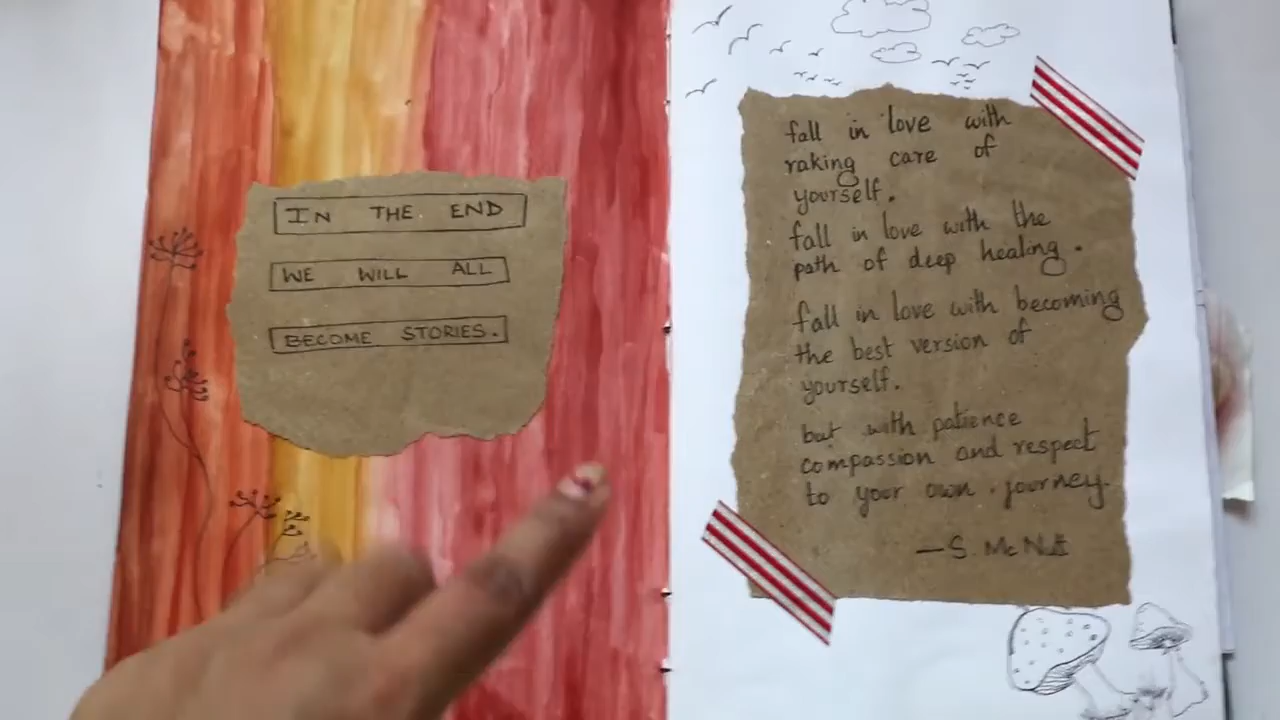 IN THE END
WE WILL ALL
BECOME STORIES.
fall in love with
raking care of
yourself.
fall in love with the
path of deep healing.
fall in love with becoming
the best version of
yourself.
but with patience
compassion and respect
to your own journey.
—S. McNutt